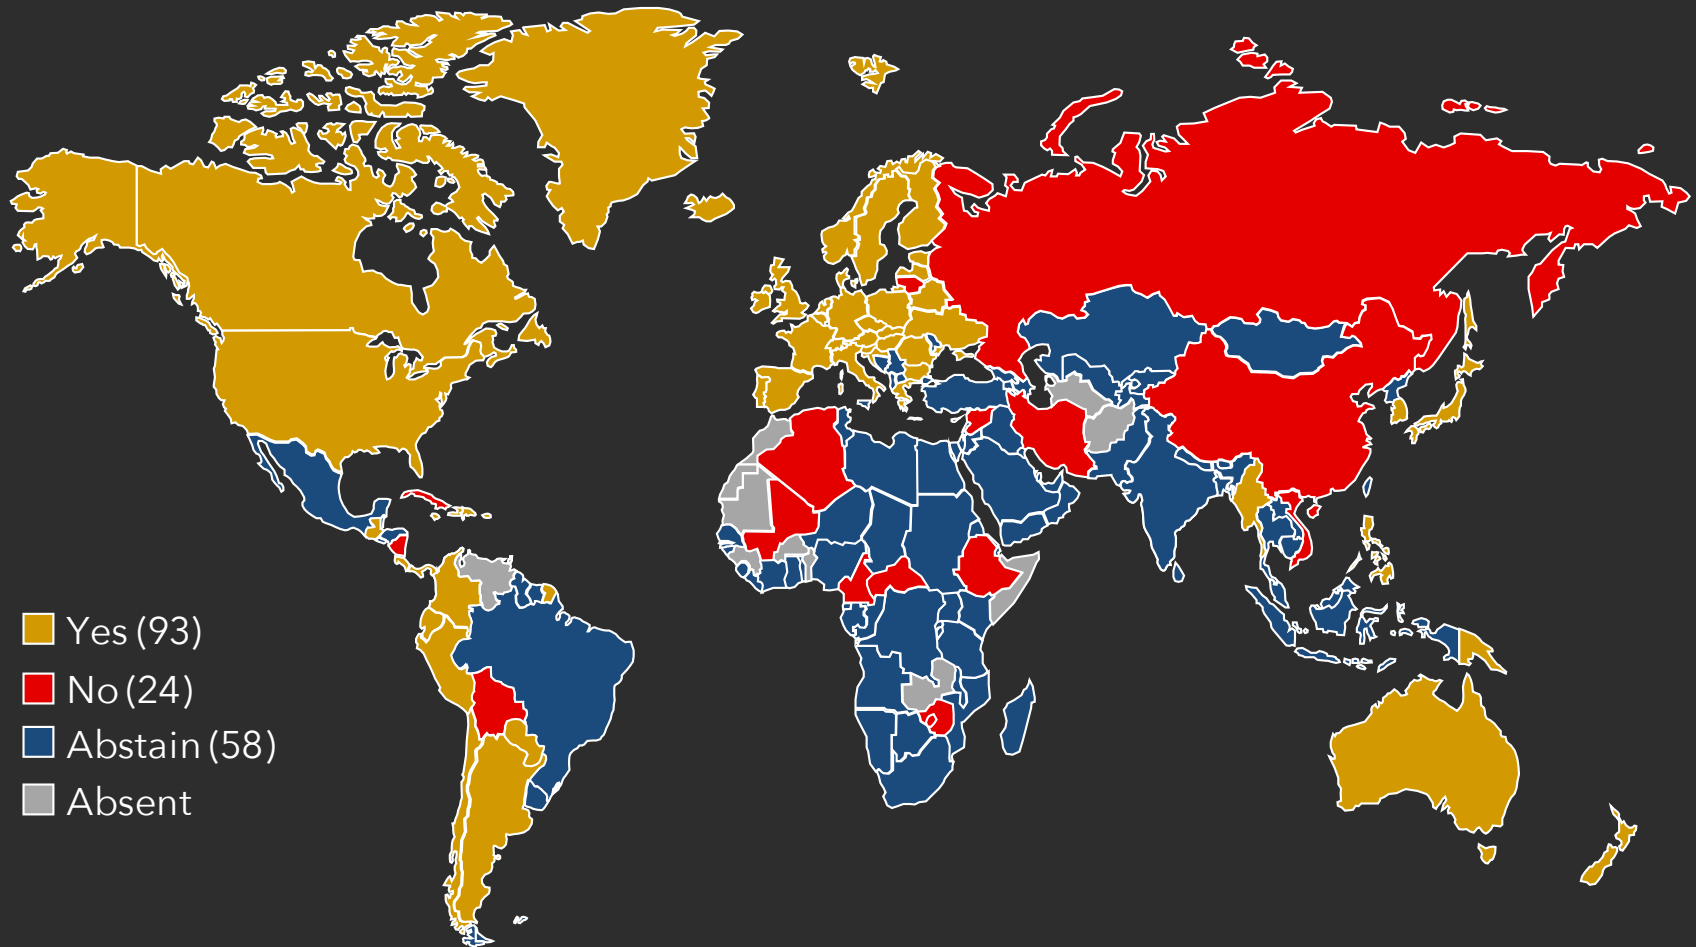 Yes (93)
No (24)
Abstain (58)
Absent